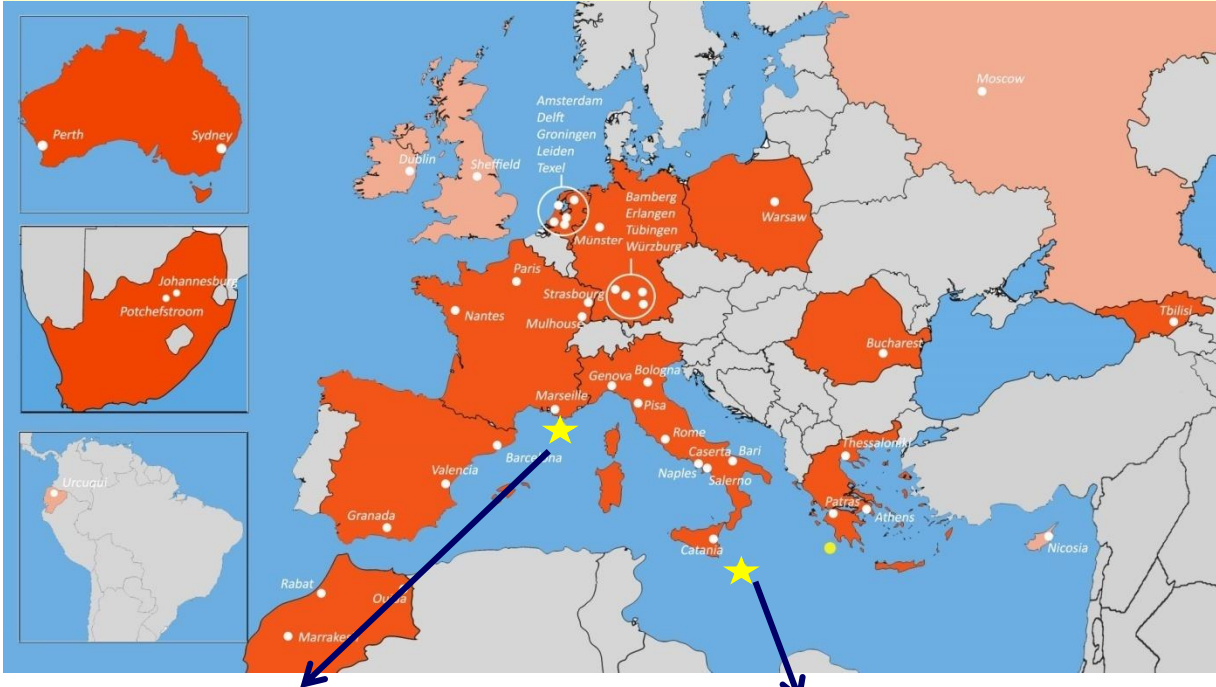 Perth
Sydney
Johannesburg
Potchefstroom
Urcuqui
Amsterdam
Delft
Groningen
Leiden
Texel
Dublin
Sheffield
Moscow
Bamberg
Erlangen
Tübingen
Würzburg
Münster
Warsaw
Paris
Strasbourg
Nantes
Mulhouse
Tbilisi
Bucharest
Genova
Bologna
Marseille
Pisa
Rome
Barcelona
Caserta
Bari
Thessaloniki
Valencia
Naples
Salerno
Granada
Patras
Athens
Catania
Nicosia
Rabat
Marrakech